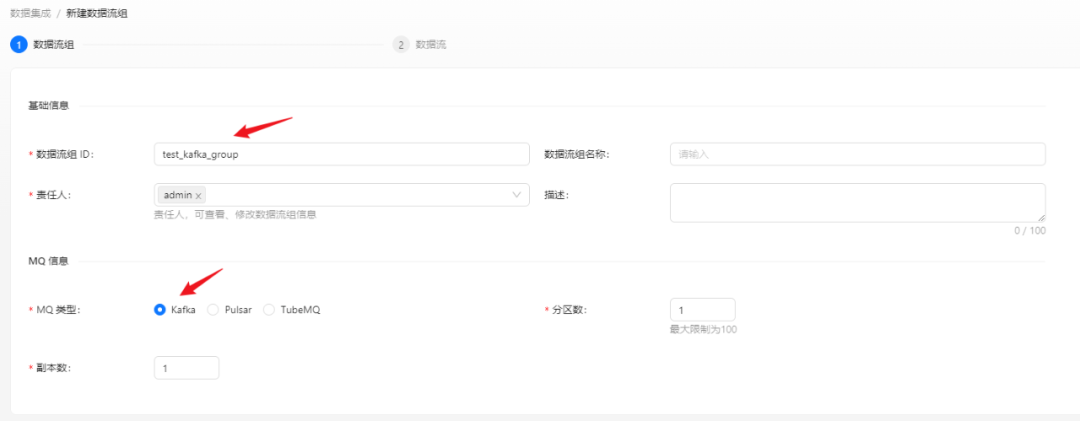 数据集成 / 新建数据流组
1 数据流组
2 数据流
基础信息
* 数据流组 ID: test_kafka_group 数据流组名称: 请输入
* 责任人: admin x 描述:
责任人，可查看、修改数据流组信息
0 / 100
MQ 信息
* MQ 类型: Kafka Pulsar TubeMQ * 分区数: 1
最大限制为100
* 副本数: 1